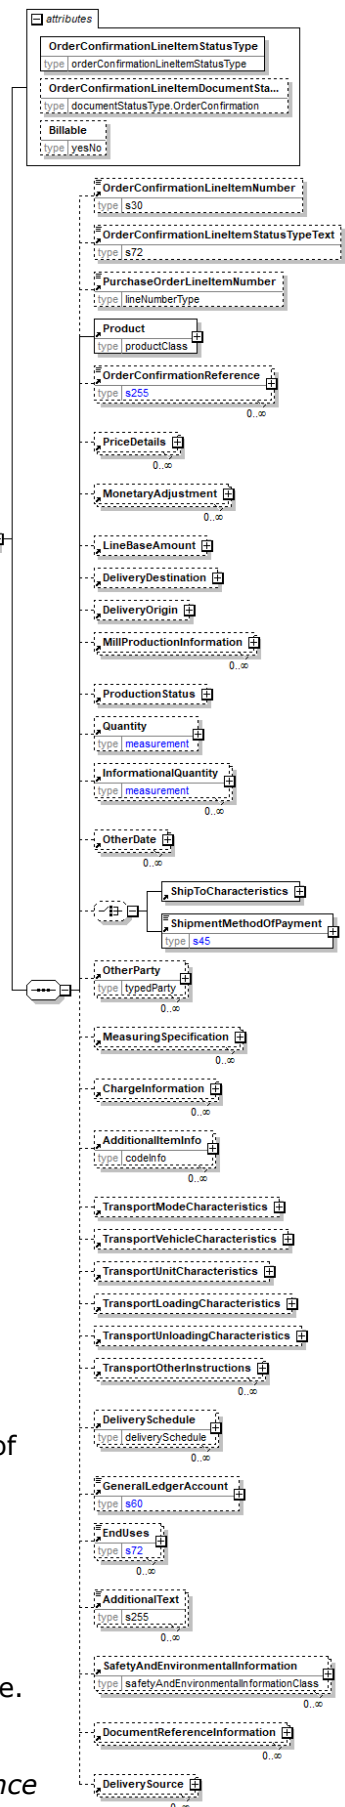 attributes
OrderConfirmationLineItemStatusType
type orderConfirmationLineItemStatusType
OrderConfirmationLineItemDocumentSta...
type documentStatusType.OrderConfirmation
Billable
type yesNo
OrderConfirmationLineItemNumber
type s30
OrderConfirmationLineItemStatusTypeText
type s72
PurchaseOrderLineItemNumber
type lineNumberType
Product
type productClass
OrderConfirmationReference
type s255
0..∞
PriceDetails
0..∞
MonetaryAdjustment
0..∞
LineBaseAmount
DeliveryDestination
DeliveryOrigin
MillProductionInformation
0..∞
ProductionStatus
Quantity
type measurement
InformationalQuantity
type measurement
0..∞
OtherDate
0..∞
ShipToCharacteristics
ShipmentMethodOfPayment
type s45
OtherParty
type typedParty
0..∞
MeasuringSpecification
0..∞
ChargeInformation
0..∞
AdditionalItemInfo
type codeInfo
0..∞
TransportModeCharacteristics
TransportVehicleCharacteristics
TransportUnitCharacteristics
TransportLoadingCharacteristics
TransportUnloadingCharacteristics
TransportOtherInstructions
0..∞
DeliverySchedule
type deliverySchedule
of
0..∞
GeneralLedgerAccount
type s60
EndUses
type s72
0..∞
AdditionalText
type s255
0..∞
SafetyAndEnvironmentalInformation
type safetyAndEnvironmentalInformationClass
e.
0..∞
DocumentReferenceInformation
0..∞
nce
DeliverySource
0..∞